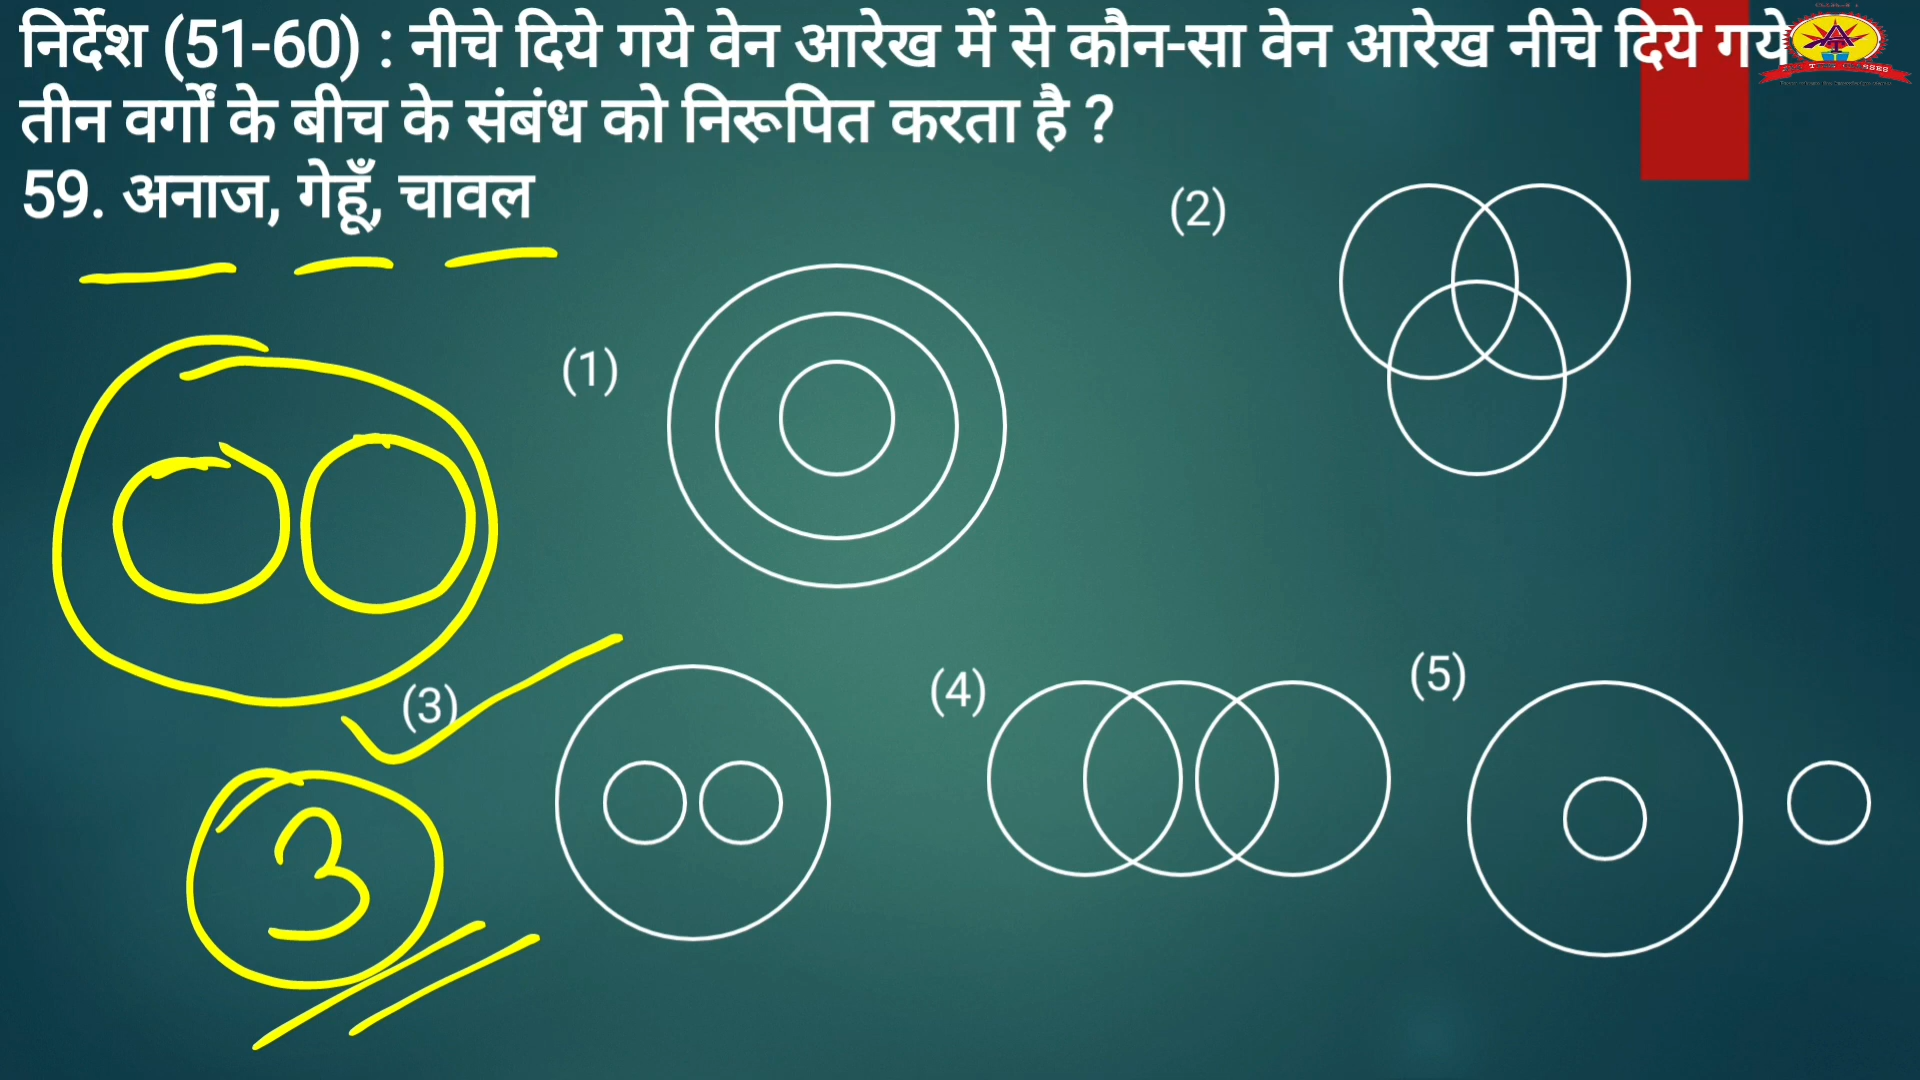 निर्देश (51-60) : नीचे दिये गये वेन आरेख में से कौन-सा वेन आरेख नीचे दिये गये
तीन वर्गों के बीच के संबंध को निरूपित करता है ?
59. अनाज, गेहूँ, चावल
(1)
(2)
(3)
(4)
(5)
3